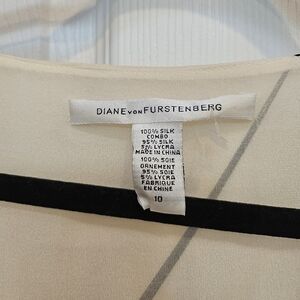 DIANE VON FURSTENBERG
100% SILK
COMBO
95% SILK
5% LYCRA
MADE IN CHINA
100% SOIE
ORNEMENT
95% SOIE
5% LYCRA
FABRIQUE
EN CHINE
10